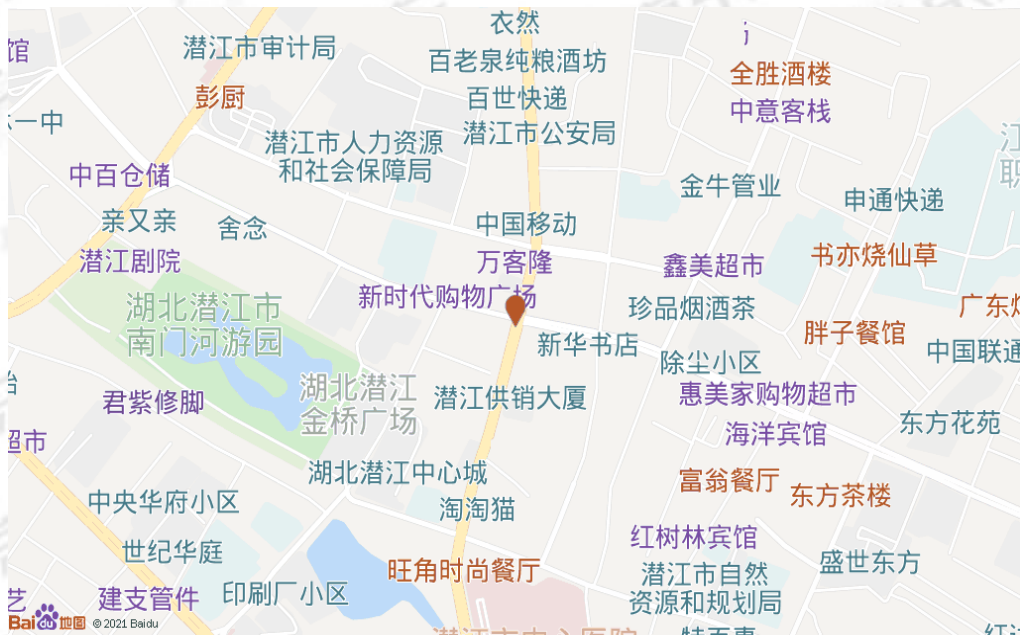 衣然
馆
潜江市审计局
百老泉纯粮酒坊
全胜酒楼
彭厨
百世快递
中意客栈
一中
潜江市人力资源
和社会保障局
潜江市公安局
中百仓储
金牛管业
申通快递
亲又亲
舍念
中国移动
潜江剧院
万客隆
鑫美超市
书亦烧仙草
新时代购物广场
湖北潜江市
南门河游园
珍品烟酒茶
广东
胖子餐馆
新华书店
除尘小区
中国联通
湖北潜江
金桥广场
君紫修脚
潜江供销大厦
惠美家购物超市
东方花苑
超市
海洋宾馆
湖北潜江中心城
富翁餐厅
东方茶楼
中央华府小区
淘淘猫
红树林宾馆
世纪华庭
旺角时尚餐厅
潜江市自然
资源和规划局
盛世东方
艺
建支管件
印刷厂小区
Bai du 地图 © 2021 Baidu